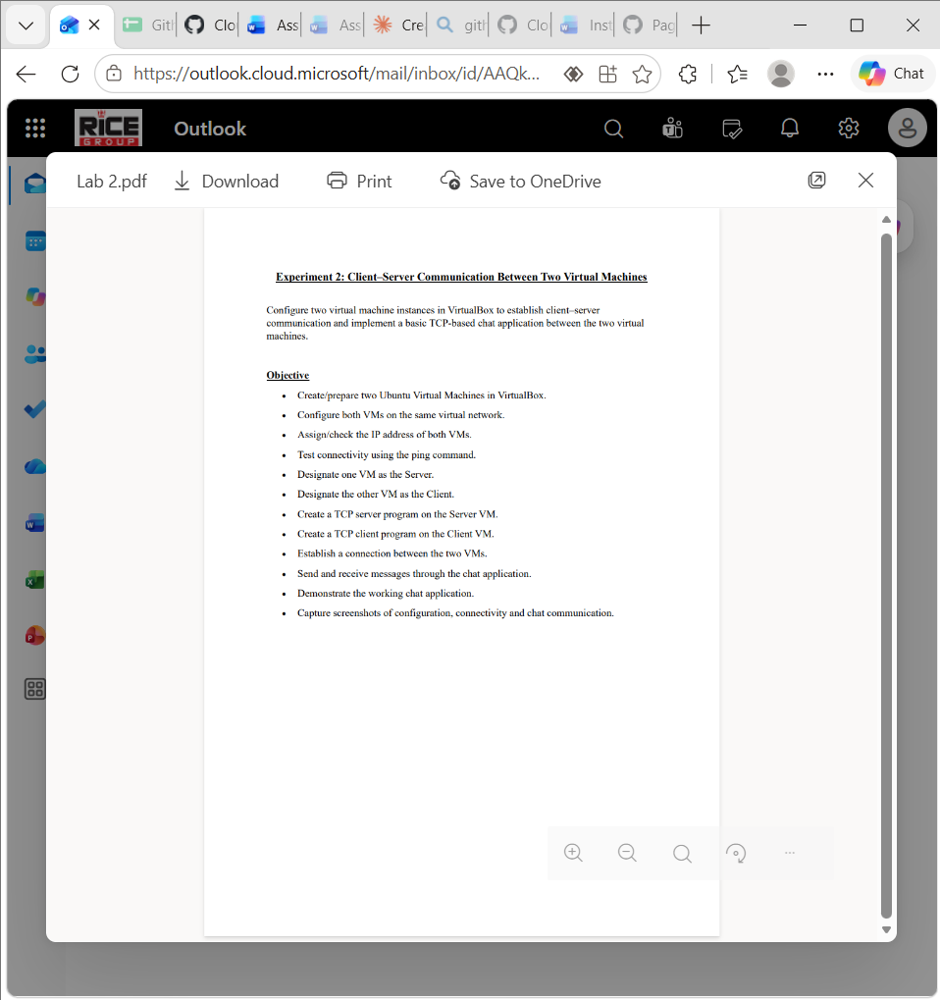 Gitl
Clo
Ass
Ass
Cre
gitl
Clo
Inst
Pag
https://outlook.cloud.microsoft/mail/inbox/id/AAQk...
Chat
RICE
GROUP
Outlook
Lab 2.pdf
Download
Print
Save to OneDrive
Experiment 2: Client–Server Communication Between Two Virtual Machines
Configure two virtual machine instances in VirtualBox to establish client–server
communication and implement a basic TCP-based chat application between the two virtual
machines.
Objective
• Create/prepare two Ubuntu Virtual Machines in VirtualBox.
• Configure both VMs on the same virtual network.
• Assign/check the IP address of both VMs.
• Test connectivity using the ping command.
• Designate one VM as the Server.
• Designate the other VM as the Client.
• Create a TCP server program on the Server VM.
• Create a TCP client program on the Client VM.
• Establish a connection between the two VMs.
• Send and receive messages through the chat application.
• Demonstrate the working chat application.
• Capture screenshots of configuration, connectivity and chat communication.